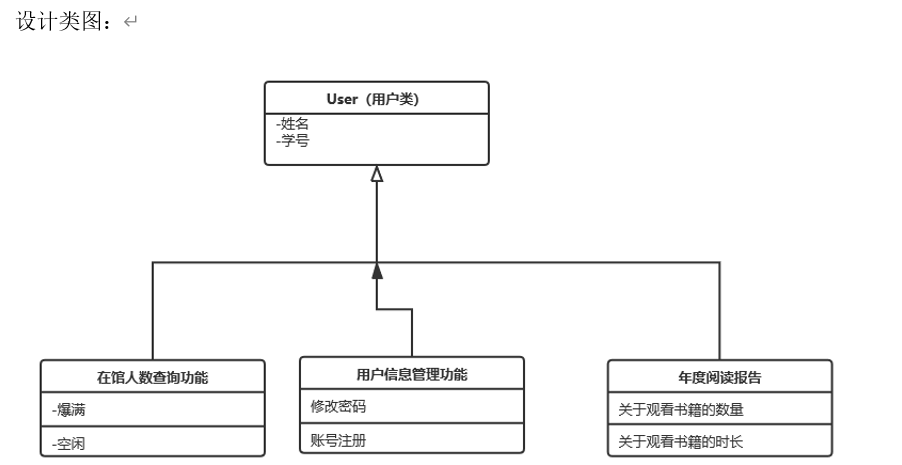 设计类图：
User（用户类）
-姓名
-学号
在馆人数查询功能
-爆满
-空闲
用户信息管理功能
修改密码
账号注册
年度阅读报告
关于观看书籍的数量
关于观看书籍的时长